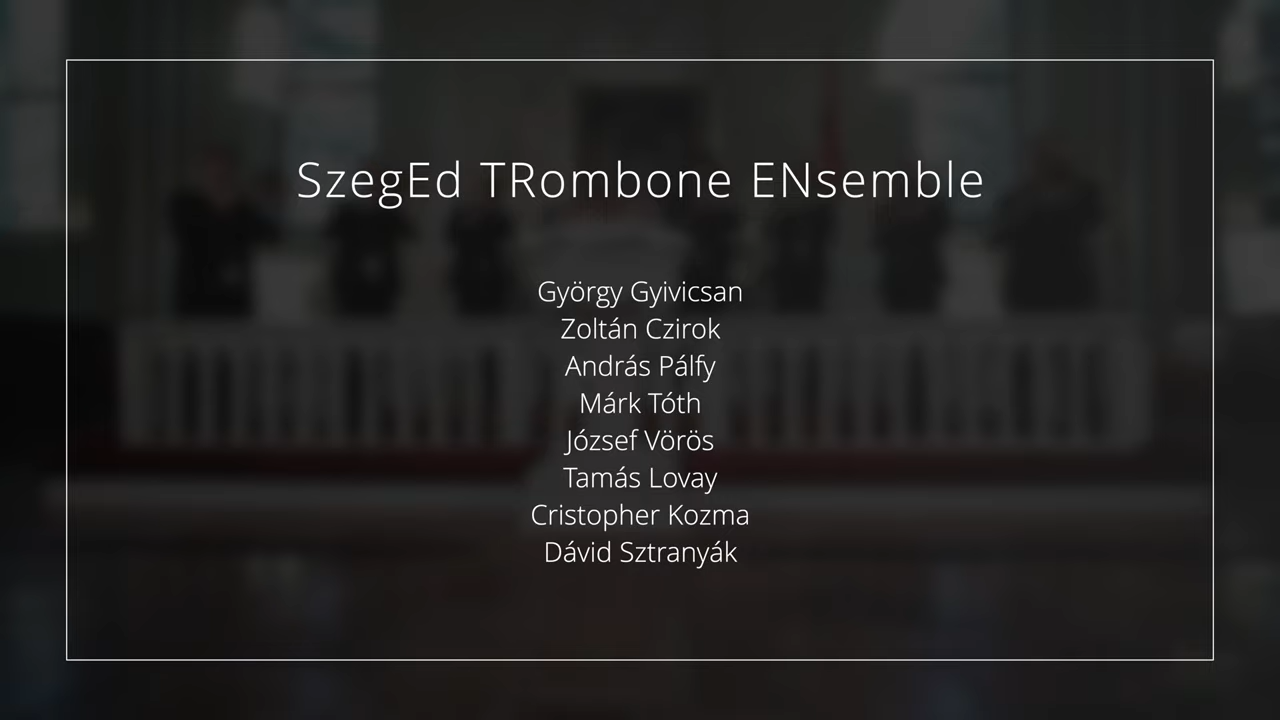 SzegEd TRombone ENsemble
György Gyivicsan
Zoltán Czirok
András Pálfy
Márk Tóth
József Vörös
Tamás Lovay
Cristopher Kozma
Dávid Sztranyák